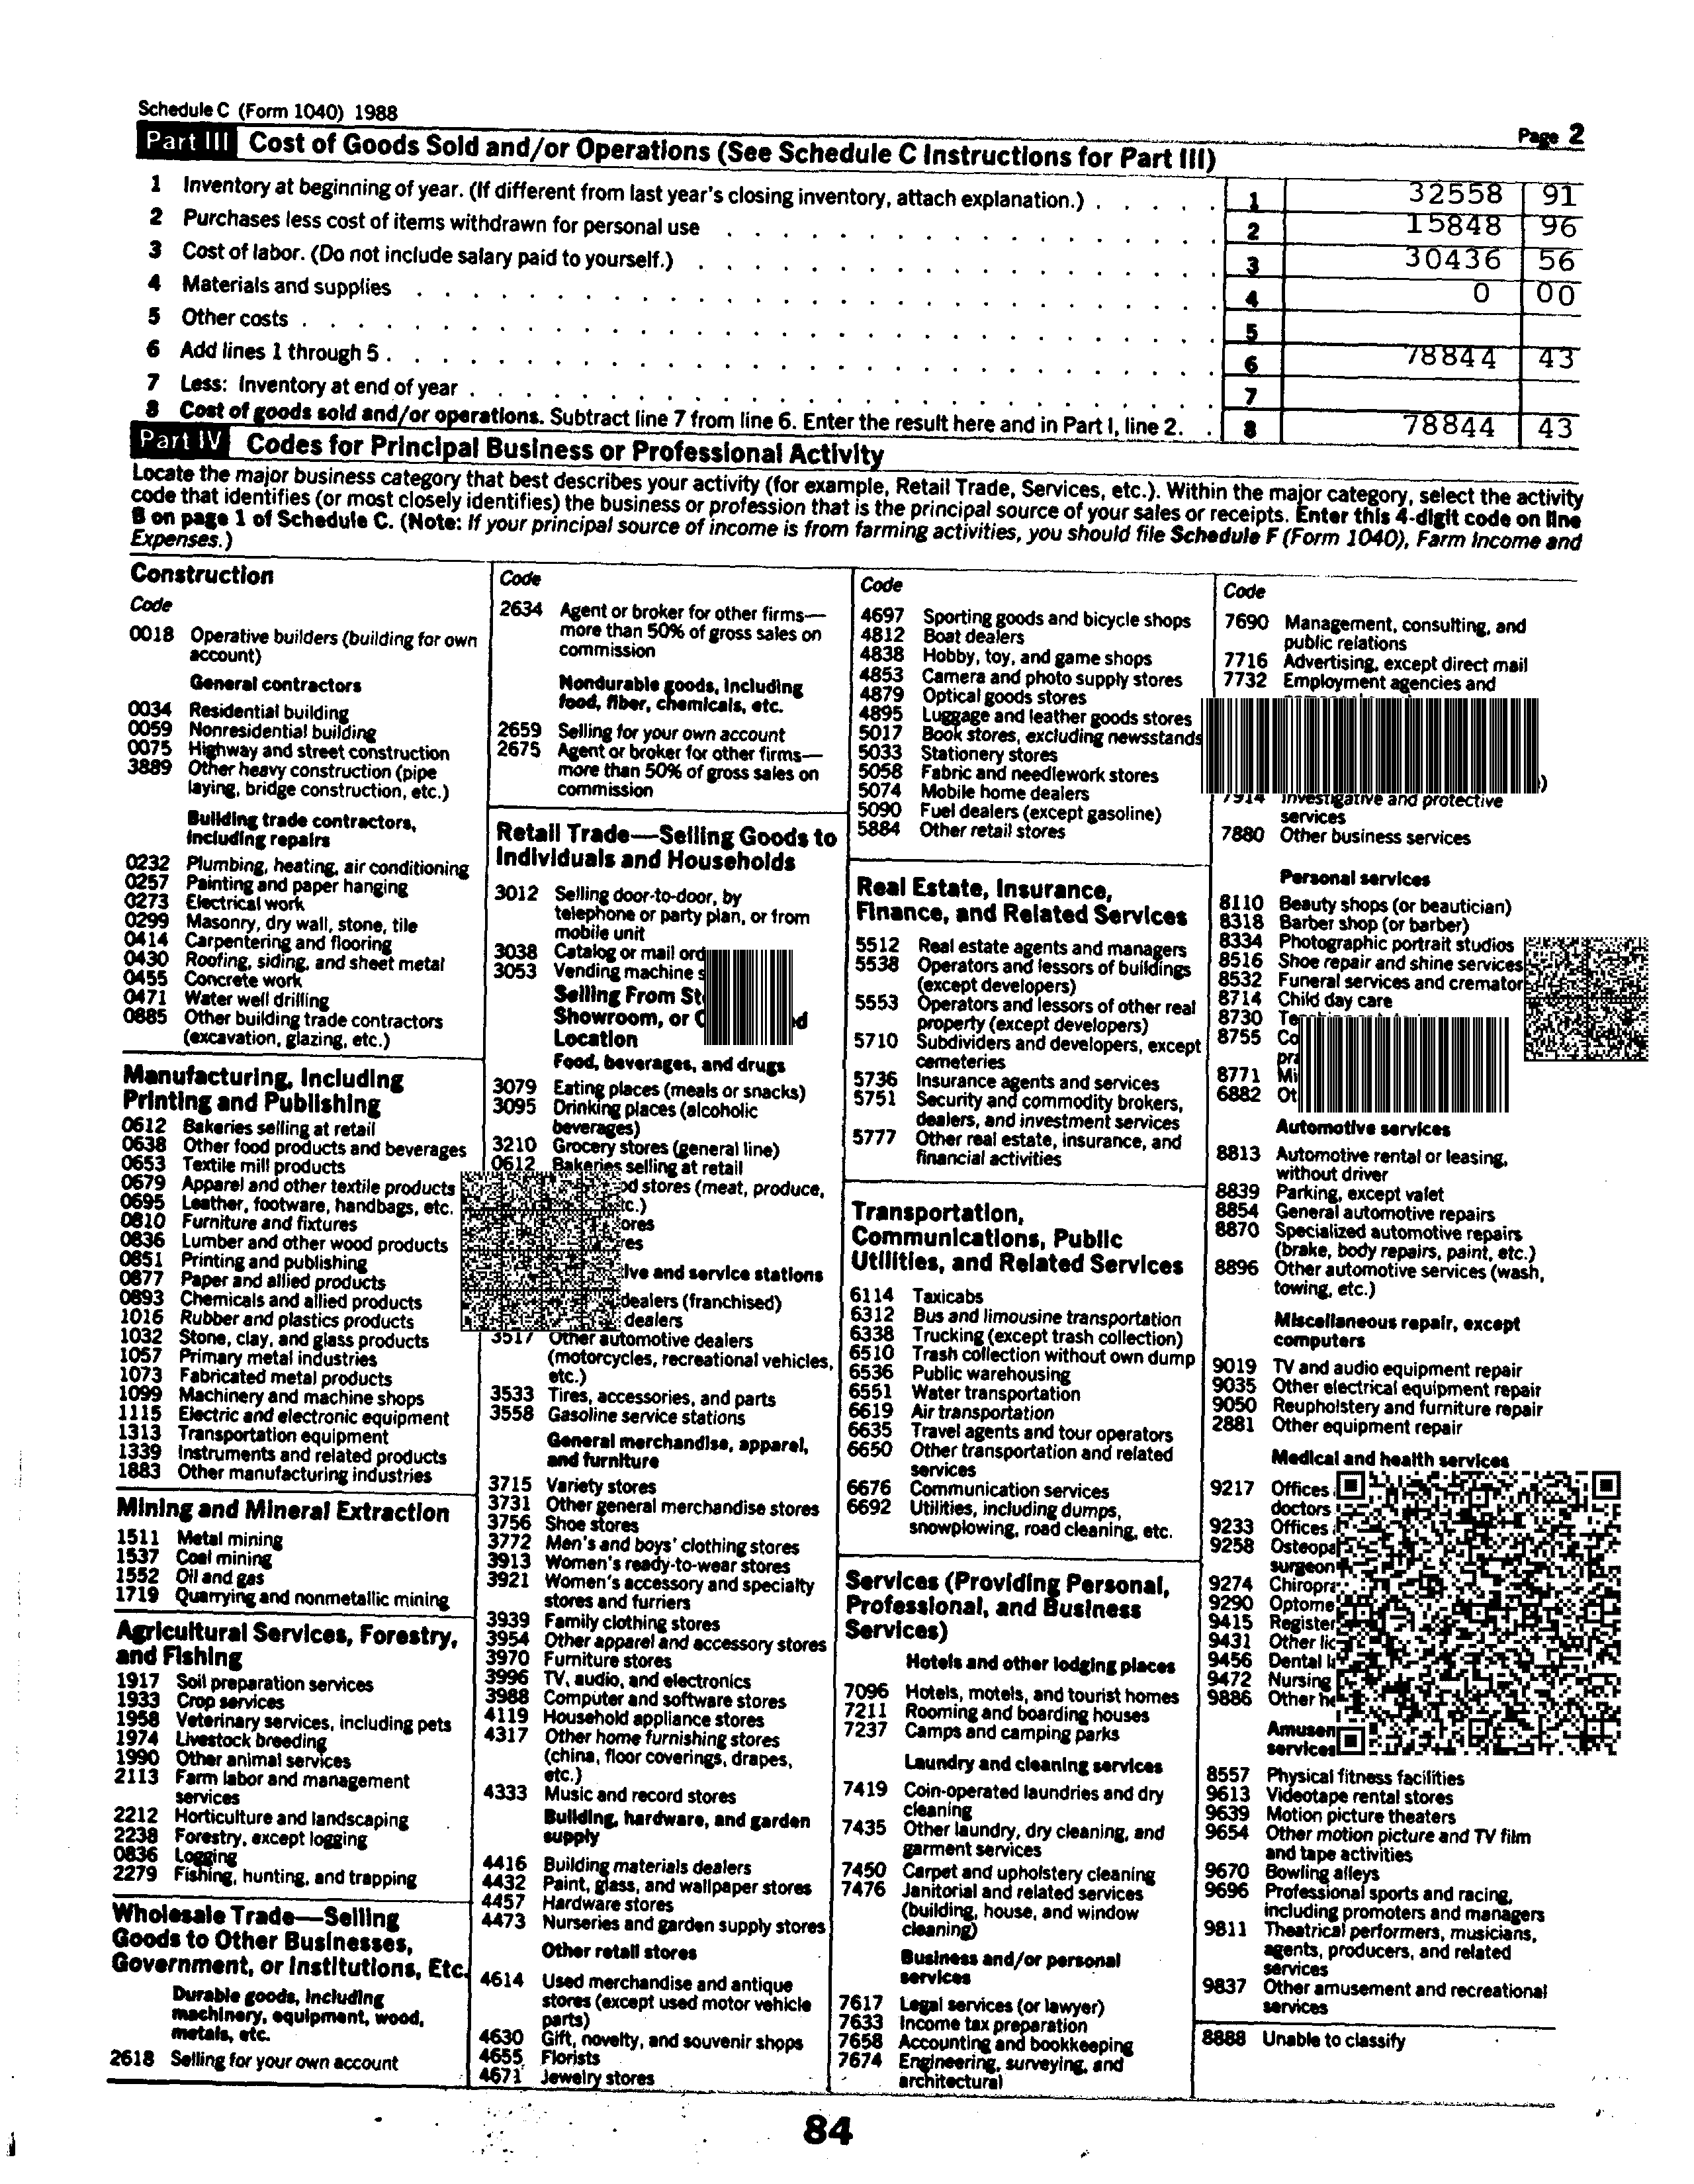 Schedule C (Form 1040) 1988
Page 2
Part III Cost of Goods Sold and/or Operations (See Schedule C Instructions for Part III)
1 Inventory at beginning of year. (If different from last year's closing inventory, attach explanation.) . . . . . 1 32558 91
2 Purchases less cost of items withdrawn for personal use . . . . . 2 15848 96
3 Cost of labor. (Do not include salary paid to yourself.) . . . . . 3 30436 56
4 Materials and supplies . . . . . 4 0 00
5 Other costs . . . . . 5
6 Add lines 1 through 5 . . . . . 6 78844 43
7 Less: Inventory at end of year . . . . . 7
8 Cost of goods sold and/or operations. Subtract line 7 from line 6. Enter the result here and in Part I, line 2. . . 8 78844 43
Part IV Codes for Principal Business or Professional Activity
Locate the major business category that best describes your activity (for example, Retail Trade, Services, etc.). Within the major category, select the activity
code that identifies (or most closely identifies) the business or profession that is the principal source of your sales or receipts. Enter this 4-digit code on line
B on page 1 of Schedule C. (Note: If your principal source of income is from farming activities, you should file Schedule F (Form 1040), Farm Income and
Expenses.)
Construction
Code
0018 Operative builders (building for own
account)
General contractors
0034 Residential building
0059 Nonresidential building
0075 Highway and street construction
3889 Other heavy construction (pipe
laying, bridge construction, etc.)
Building trade contractors,
including repairs
0232 Plumbing, heating, air conditioning
0257 Painting and paper hanging
0273 Electrical work
0299 Masonry, dry wall, stone, tile
0414 Carpentering and flooring
0430 Roofing, siding, and sheet metal
0455 Concrete work
0471 Water well drilling
0885 Other building trade contractors
(excavation, glazing, etc.)
Manufacturing, Including
Printing and Publishing
0612 Bakeries selling at retail
0638 Other food products and beverages
0653 Textile mill products
0679 Apparel and other textile products
0695 Leather, footware, handbags, etc.
0810 Furniture and fixtures
0836 Lumber and other wood products
0851 Printing and publishing
0877 Paper and allied products
0893 Chemicals and allied products
1016 Rubber and plastics products
1032 Stone, clay, and glass products
1057 Primary metal industries
1073 Fabricated metal products
1099 Machinery and machine shops
1115 Electric and electronic equipment
1313 Transportation equipment
1339 Instruments and related products
1883 Other manufacturing industries
Mining and Mineral Extraction
1511 Metal mining
1537 Coal mining
1552 Oil and gas
1719 Quarrying and nonmetallic mining
Agricultural Services, Forestry,
and Fishing
1917 Soil preparation services
1933 Crop services
1958 Veterinary services, including pets
1974 Livestock breeding
1990 Other animal services
2113 Farm labor and management
services
2212 Horticulture and landscaping
2238 Forestry, except logging
0836 Logging
2279 Fishing, hunting, and trapping
Wholesale Trade—Selling
Goods to Other Businesses,
Government, or Institutions, Etc.
Durable goods, including
machinery, equipment, wood,
metals, etc.
2618 Selling for your own account
Code
2634 Agent or broker for other firms—
more than 50% of gross sales on
commission
Nondurable goods, including
food, fiber, chemicals, etc.
2659 Selling for your own account
2675 Agent or broker for other firms—
more than 50% of gross sales on
commission
Retail Trade—Selling Goods to
Individuals and Households
3012 Selling door-to-door, by
telephone or party plan, or from
mobile unit
3038 Catalog or mail
3053 Vending machine
Selling From
Showroom, or
Location
Food, beverages, and drugs
3079 Eating places (meals or snacks)
3095 Drinking places (alcoholic
beverages)
3210 Grocery stores (general line)
0612 Bakeries selling at retail
stores (meat, produce,
and service stations
dealers (franchised)
dealers
3517 Other automotive dealers
(motorcycles, recreational vehicles,
etc.)
3533 Tires, accessories, and parts
3558 Gasoline service stations
General merchandise, apparel,
and furniture
3715 Variety stores
3731 Other general merchandise stores
3756 Shoe stores
3772 Men's and boys' clothing stores
3913 Women's ready-to-wear stores
3921 Women's accessory and specialty
stores and furriers
3939 Family clothing stores
3954 Other apparel and accessory stores
3970 Furniture stores
3996 TV, audio, and electronics
3988 Computer and software stores
4119 Household appliance stores
4317 Other home furnishing stores
(china, floor coverings, drapes,
etc.)
4333 Music and record stores
Building, hardware, and garden
supply
4416 Building materials dealers
4432 Paint, glass, and wallpaper stores
4457 Hardware stores
4473 Nurseries and garden supply stores
Other retail stores
4614 Used merchandise and antique
stores (except used motor vehicle
parts)
4630 Gift, novelty, and souvenir shops
4655 Florists
4671 Jewelry stores
Code
4697 Sporting goods and bicycle shops
4812 Boat dealers
4838 Hobby, toy, and game shops
4853 Camera and photo supply stores
4879 Optical goods stores
4895 Luggage and leather goods stores
5017 Book stores, excluding newsstands
5033 Stationery stores
5058 Fabric and needlework stores
5074 Mobile home dealers
5090 Fuel dealers (except gasoline)
5884 Other retail stores
Real Estate, Insurance,
Finance, and Related Services
5512 Real estate agents and managers
5538 Operators and lessors of buildings
(except developers)
5553 Operators and lessors of other real
property (except developers)
5710 Subdividers and developers, except
cemeteries
5736 Insurance agents and services
5751 Security and commodity brokers,
dealers, and investment services
5777 Other real estate, insurance, and
financial activities
Transportation,
Communications, Public
Utilities, and Related Services
6114 Taxicabs
6312 Bus and limousine transportation
6338 Trucking (except trash collection)
6510 Trash collection without own dump
6536 Public warehousing
6551 Water transportation
6619 Air transportation
6635 Travel agents and tour operators
6650 Other transportation and related
services
6676 Communication services
6692 Utilities, including dumps,
snowplowing, road cleaning, etc.
Services (Providing Personal,
Professional, and Business
Services)
Hotels and other lodging places
7096 Hotels, motels, and tourist homes
7211 Rooming and boarding houses
7237 Camps and camping parks
Laundry and cleaning services
7419 Coin-operated laundries and dry
cleaning
7435 Other laundry, dry cleaning, and
garment services
7450 Carpet and upholstery cleaning
7476 Janitorial and related services
(building, house, and window
cleaning)
Business and/or personal
services
7617 Legal services (or lawyer)
7633 Income tax preparation
7658 Accounting and bookkeeping
7674 Engineering, surveying, and
architectural
Code
7690 Management, consulting, and
public relations
7716 Advertising, except direct mail
7732 Employment agencies and
7914 Investigative and protective
services
7880 Other business services
Personal services
8110 Beauty shops (or beautician)
8318 Barber shop (or barber)
8334 Photographic portrait studios
8516 Shoe repair and shine services
8532 Funeral services and
8714 Child day care
8730
8755
8771
6882
Automotive services
8813 Automotive rental or leasing,
without driver
8839 Parking, except valet
8854 General automotive repairs
8870 Specialized automotive repairs
(brake, body repairs, paint, etc.)
8896 Other automotive services (wash,
towing, etc.)
Miscellaneous repair, except
computers
9019 TV and audio equipment repair
9035 Other electrical equipment repair
9050 Reupholstery and furniture repair
2881 Other equipment repair
Medical and health services
9217 Offices
doctors
9233 Offices
9258
9274
9290
9415
9431 Other
9456 Dental
9472 Nursing
9886 Other
services
8557 Physical fitness facilities
9613 Videotape rental stores
9639 Motion picture theaters
9654 Other motion picture and TV film
and tape activities
9670 Bowling alleys
9696 Professional sports and racing,
including promoters and managers
9811 Theatrical performers, musicians,
agents, producers, and related
services
9837 Other amusement and recreational
services
8888 Unable to classify
84